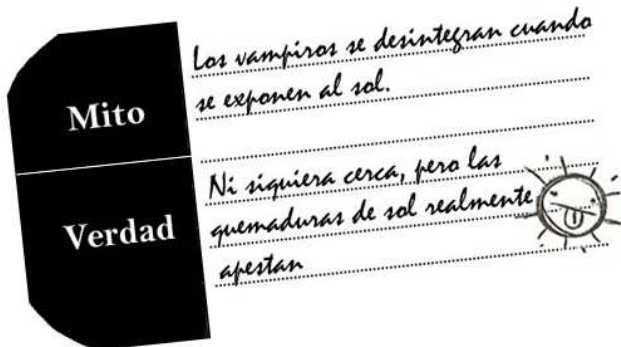 Mito
Los vampiros se desintegran cuando
se exponen al sol.
Verdad
Ni siquiera cerca, pero las
quemaduras de sol realmente
apestan